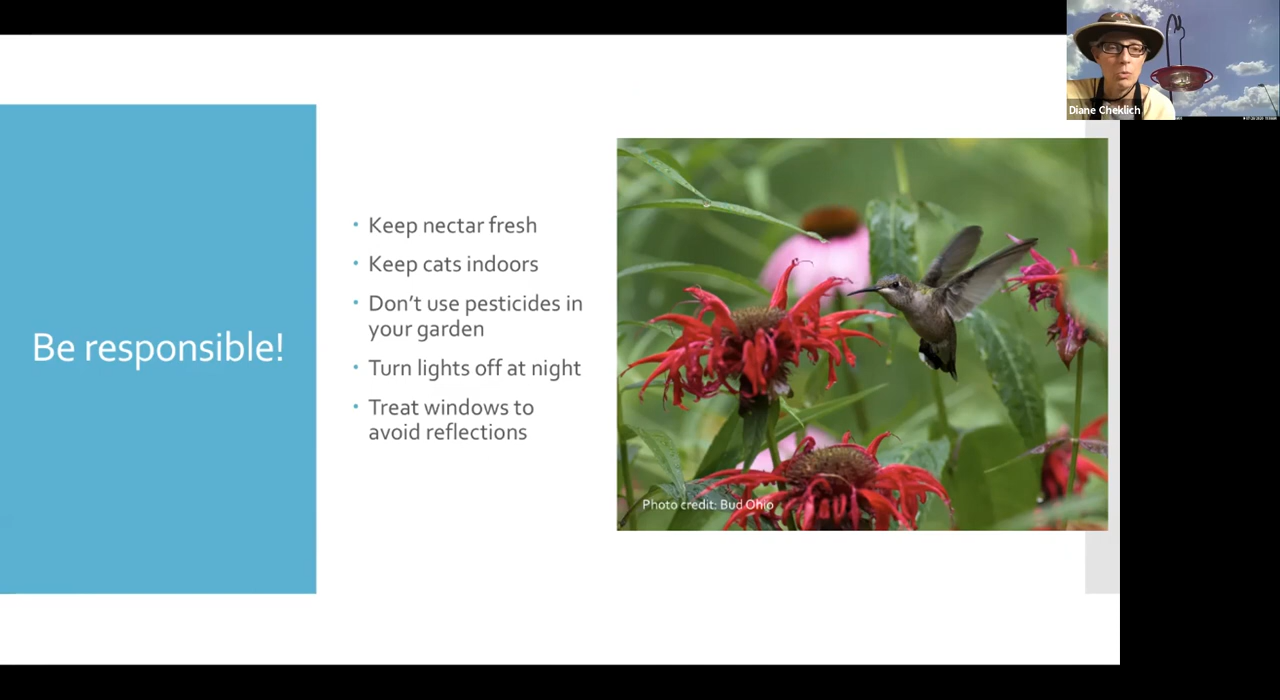 Diane Cheklich
Be responsible!
• Keep nectar fresh
• Keep cats indoors
• Don't use pesticides in
your garden
• Turn lights off at night
• Treat windows to
avoid reflections
Photo credit: Bud Ohio